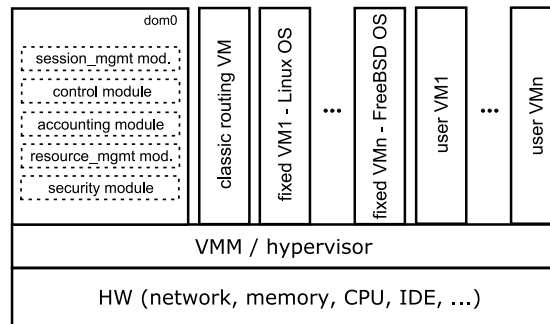 dom0
session_mgmt mod.
control module
accounting module
resource_mgmt mod.
security module
classic routing VM
fixed VM1 - Linux OS
...
fixed VMn - FreeBSD OS
user VM1
...
user VMn
VMM / hypervisor
HW (network, memory, CPU, IDE, ...)